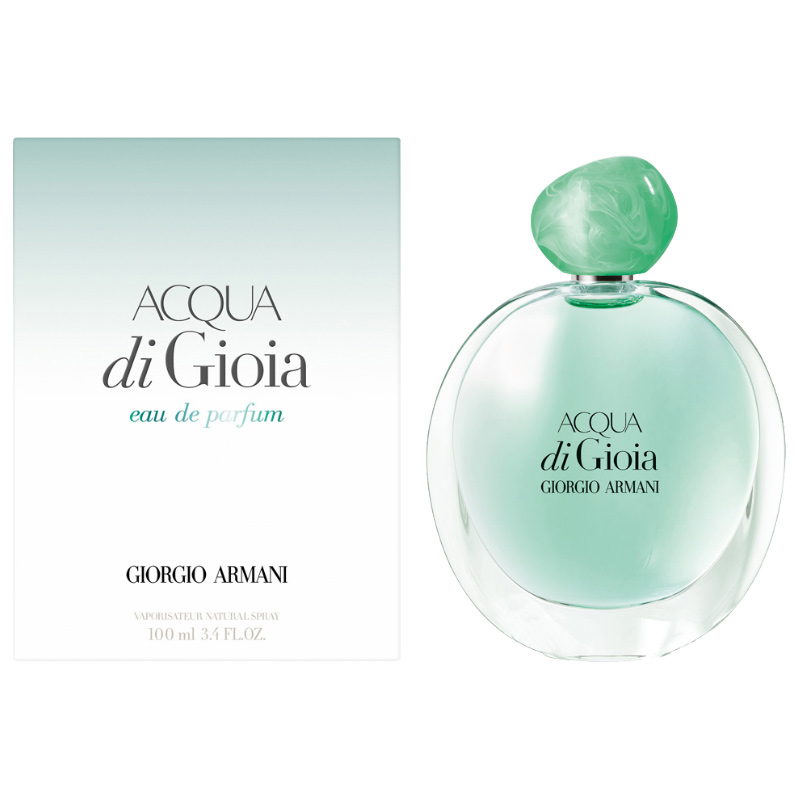 ACQUA
di Gioia
eau de parfum
GIORGIO ARMANI
VAPORISATEUR NATURAL SPRAY
100 ml 3.4 FL.OZ.
ACQUA
di Gioia
GIORGIO ARMANI